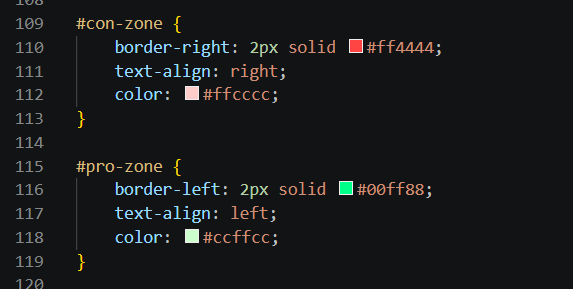 108
109 #con-zone {
110 border-right: 2px solid #ff4444;
111 text-align: right;
112 color: #ffcccc;
113 }
114
115 #pro-zone {
116 border-left: 2px solid #00ff88;
117 text-align: left;
118 color: #ccffcc;
119 }
120